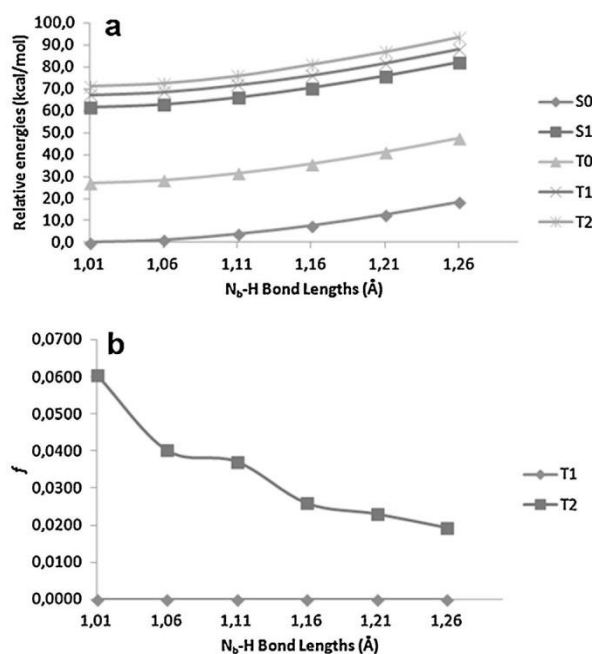 a
100,0
90,0
80,0
70,0
60,0
50,0
40,0
30,0
20,0
10,0
0,0
Relative energies (kcal/mol)
1,01 1,06 1,11 1,16 1,21 1,26
Nb-H Bond Lengths (Å)
S0
S1
T0
T1
T2
b
0,0700
0,0600
0,0500
0,0400
0,0300
0,0200
0,0100
0,0000
f
1,01 1,06 1,11 1,16 1,21 1,26
Nb-H Bond Lengths (Å)
T1
T2